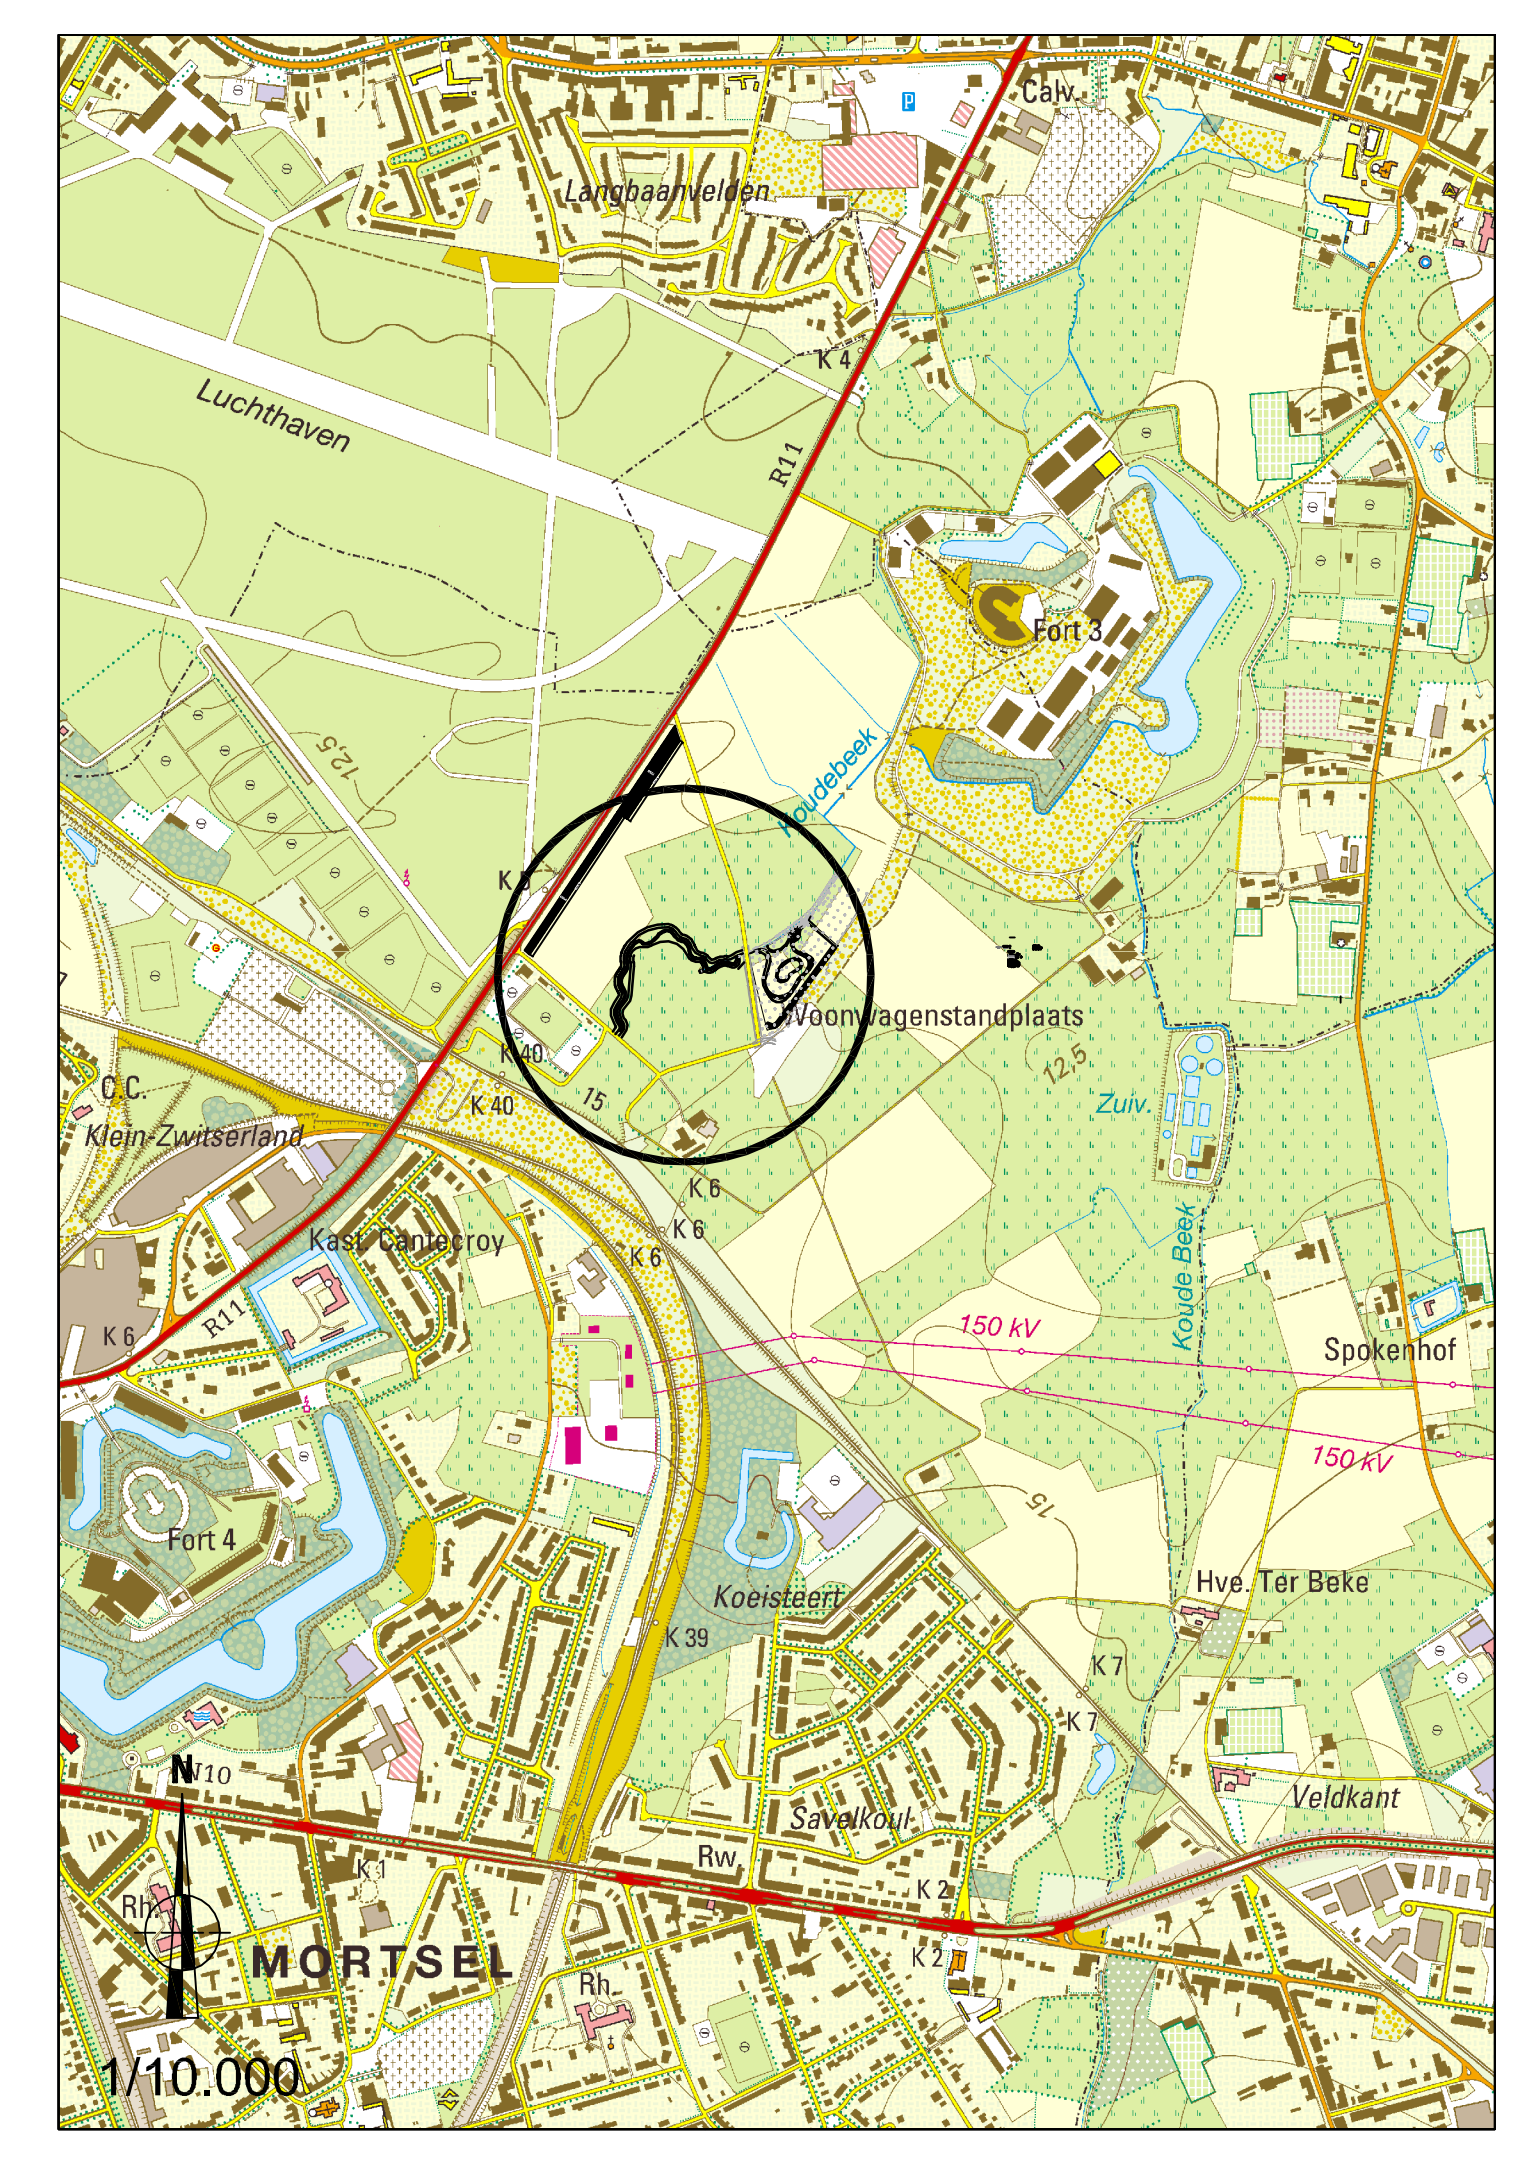 Calv.
P
Langbaanvelden
K 4
Luchthaven
R11
Fort 3
12,5
Koudebeek
K 5
Woonwagenstandplaats
K 40
12,5
C.C.
K 40
15
Zuiv.
Klein-Zwitserland
K 6
K 6
Kast. Cantecroy
K 6
Koude Beek
R11
150 kV
K 6
Spokenhof
150 kV
15
Fort 4
Hve. Ter Beke
Koeisteert
K 39
K 7
K 7
N
N10
Veldkant
Savelkoul
Rw.
K 1
K 2
Rh.
K 2
MORTSEL
Rh.
1/10.000